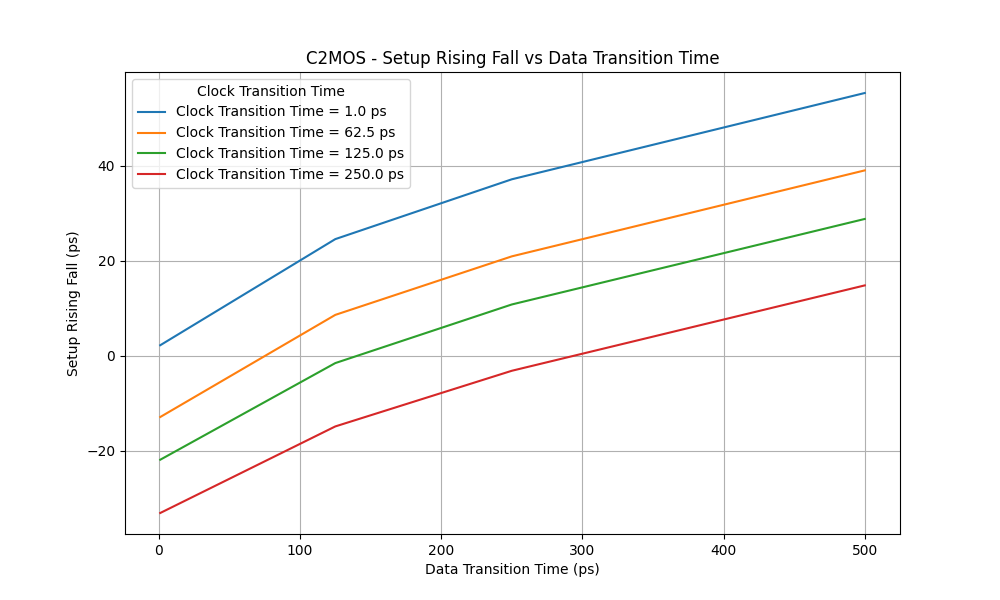 C2MOS - Setup Rising Fall vs Data Transition Time
Clock Transition Time
Clock Transition Time = 1.0 ps
Clock Transition Time = 62.5 ps
Clock Transition Time = 125.0 ps
Clock Transition Time = 250.0 ps
Setup Rising Fall (ps)
40
20
0
−20
0 100 200 300 400 500
Data Transition Time (ps)